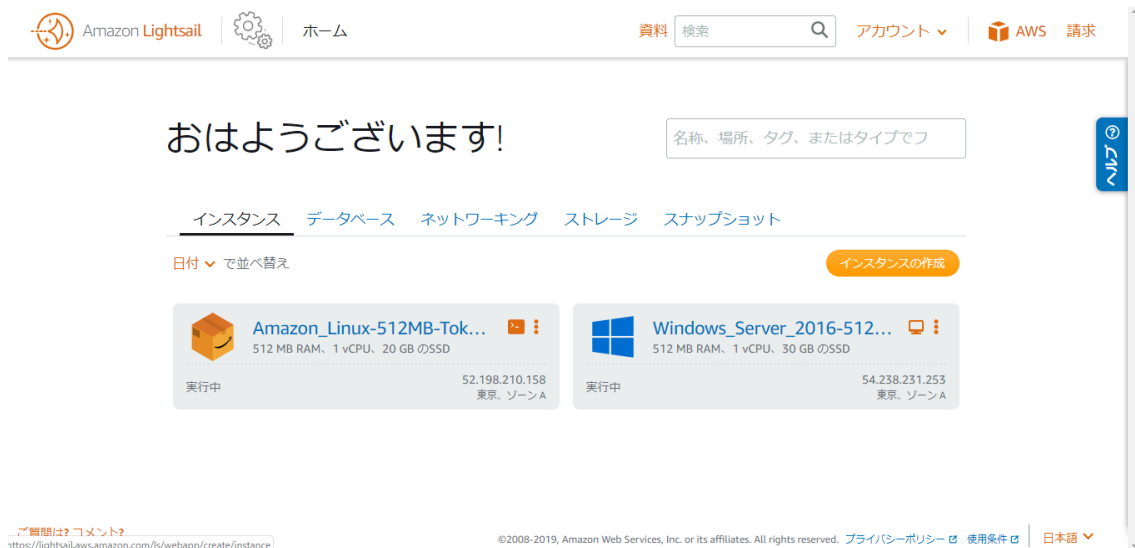 Amazon Lightsail ホーム 資料 検索 アカウント AWS 請求
おはようございます!
名称、場所、タグ、またはタイプでフ
ヘルプ
インスタンス データベース ネットワーキング ストレージ スナップショット
日付 で並べ替え
インスタンスの作成
Amazon_Linux-512MB-Tok...
512 MB RAM、1 vCPU、20 GB のSSD
実行中
52.198.210.158
東京、ゾーン A
Windows_Server_2016-512...
512 MB RAM、1 vCPU、30 GB のSSD
実行中
54.238.231.253
東京、ゾーン A
ご質問は? コメント?
https://lightsail.aws.amazon.com/ls/webapp/create/instance
©2008-2019, Amazon Web Services, Inc. or its affiliates. All rights reserved. プライバシーポリシー 使用条件 日本語